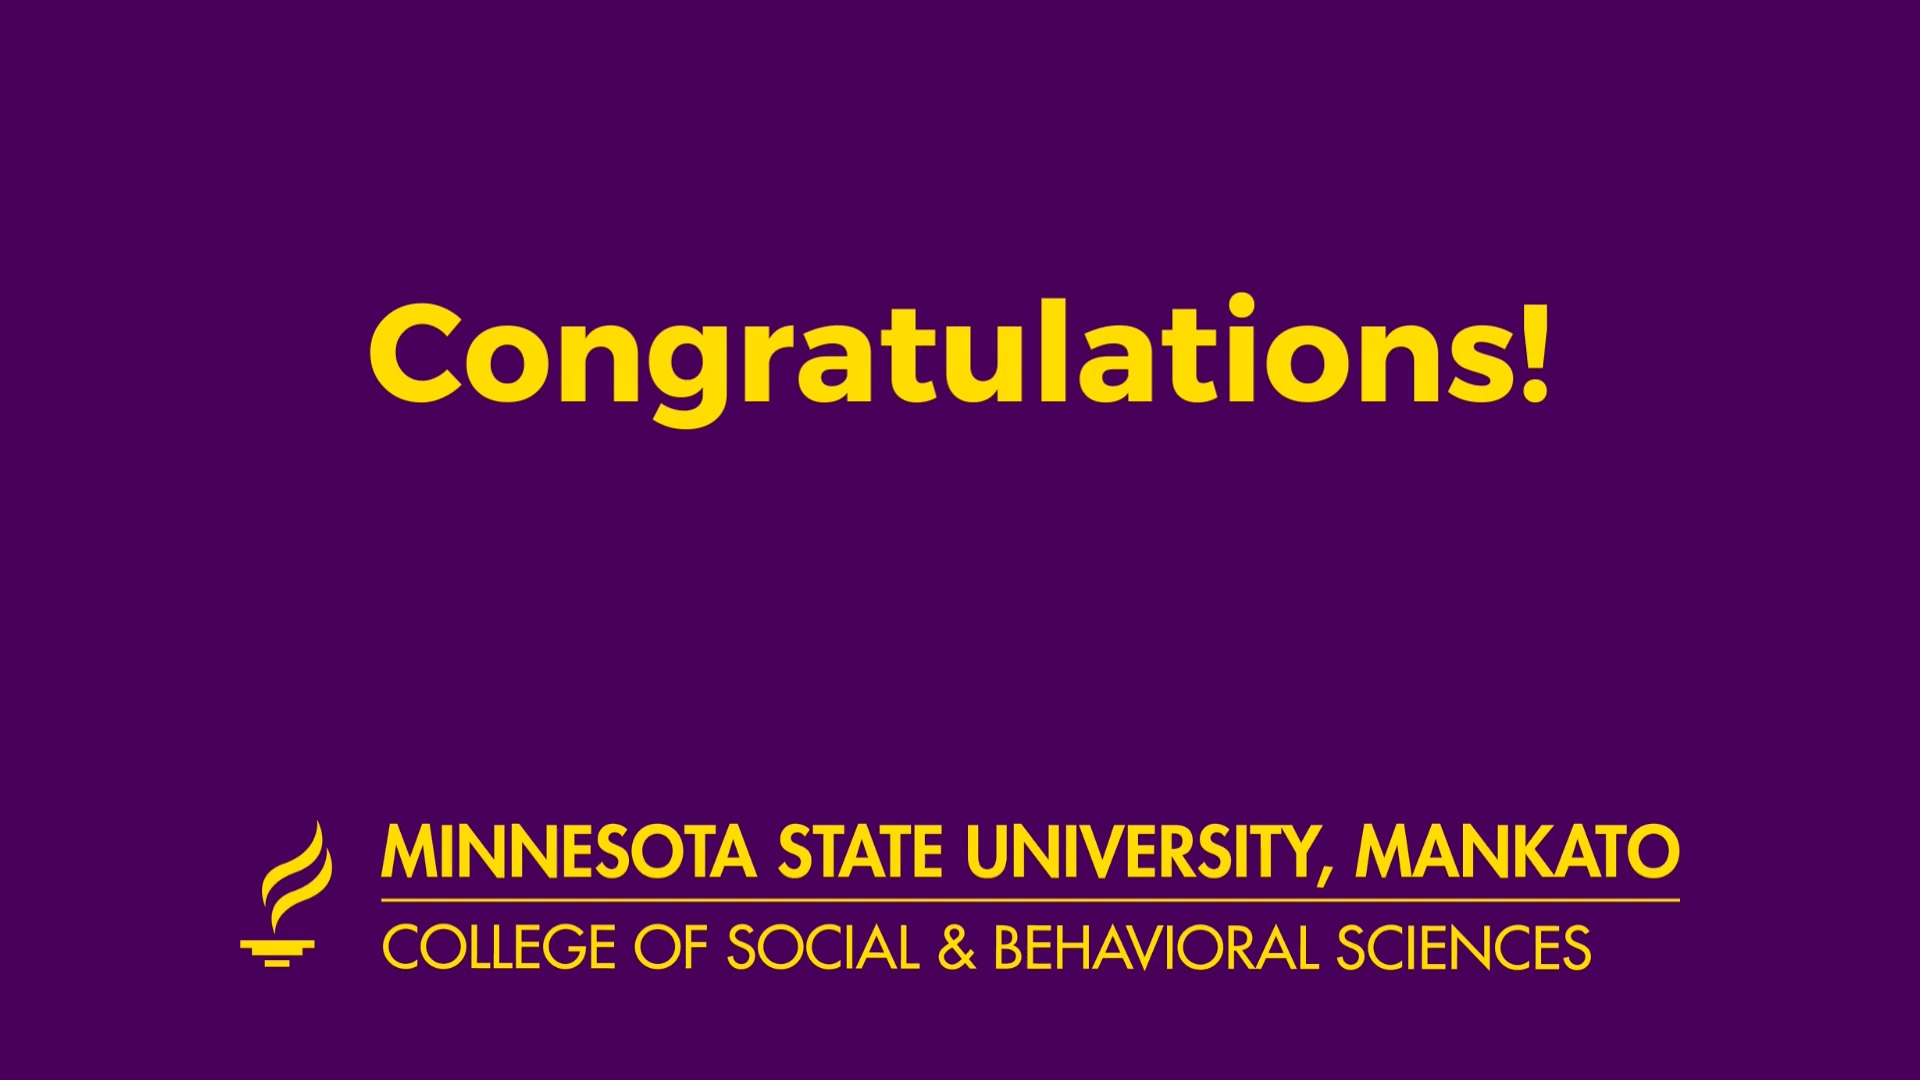 Congratulations!
MINNESOTA STATE UNIVERSITY, MANKATO
COLLEGE OF SOCIAL & BEHAVIORAL SCIENCES